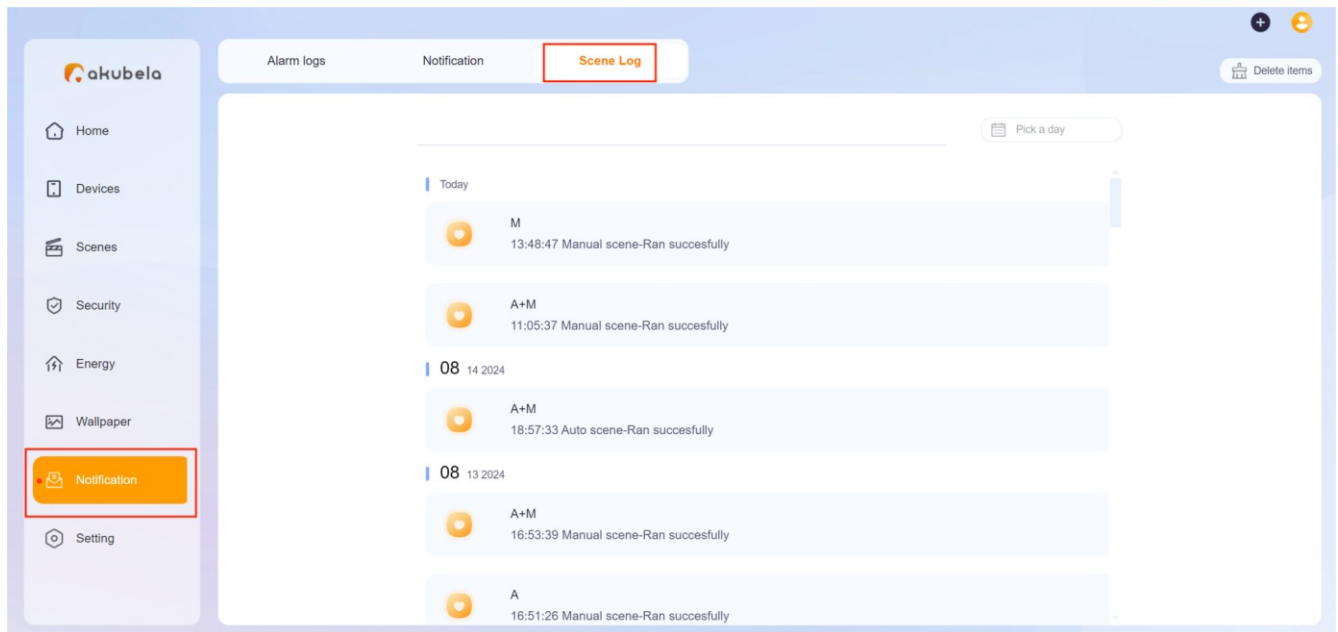 akubela
Home
Devices
Scenes
Security
Energy
Wallpaper
Notification
Setting
Alarm logs
Notification
Scene Log
Delete items
Pick a day
Today
M
13:48:47 Manual scene-Ran succesfully
A+M
11:05:37 Manual scene-Ran succesfully
08 14 2024
A+M
18:57:33 Auto scene-Ran succesfully
08 13 2024
A+M
16:53:39 Manual scene-Ran succesfully
A
16:51:26 Manual scene-Ran succesfully